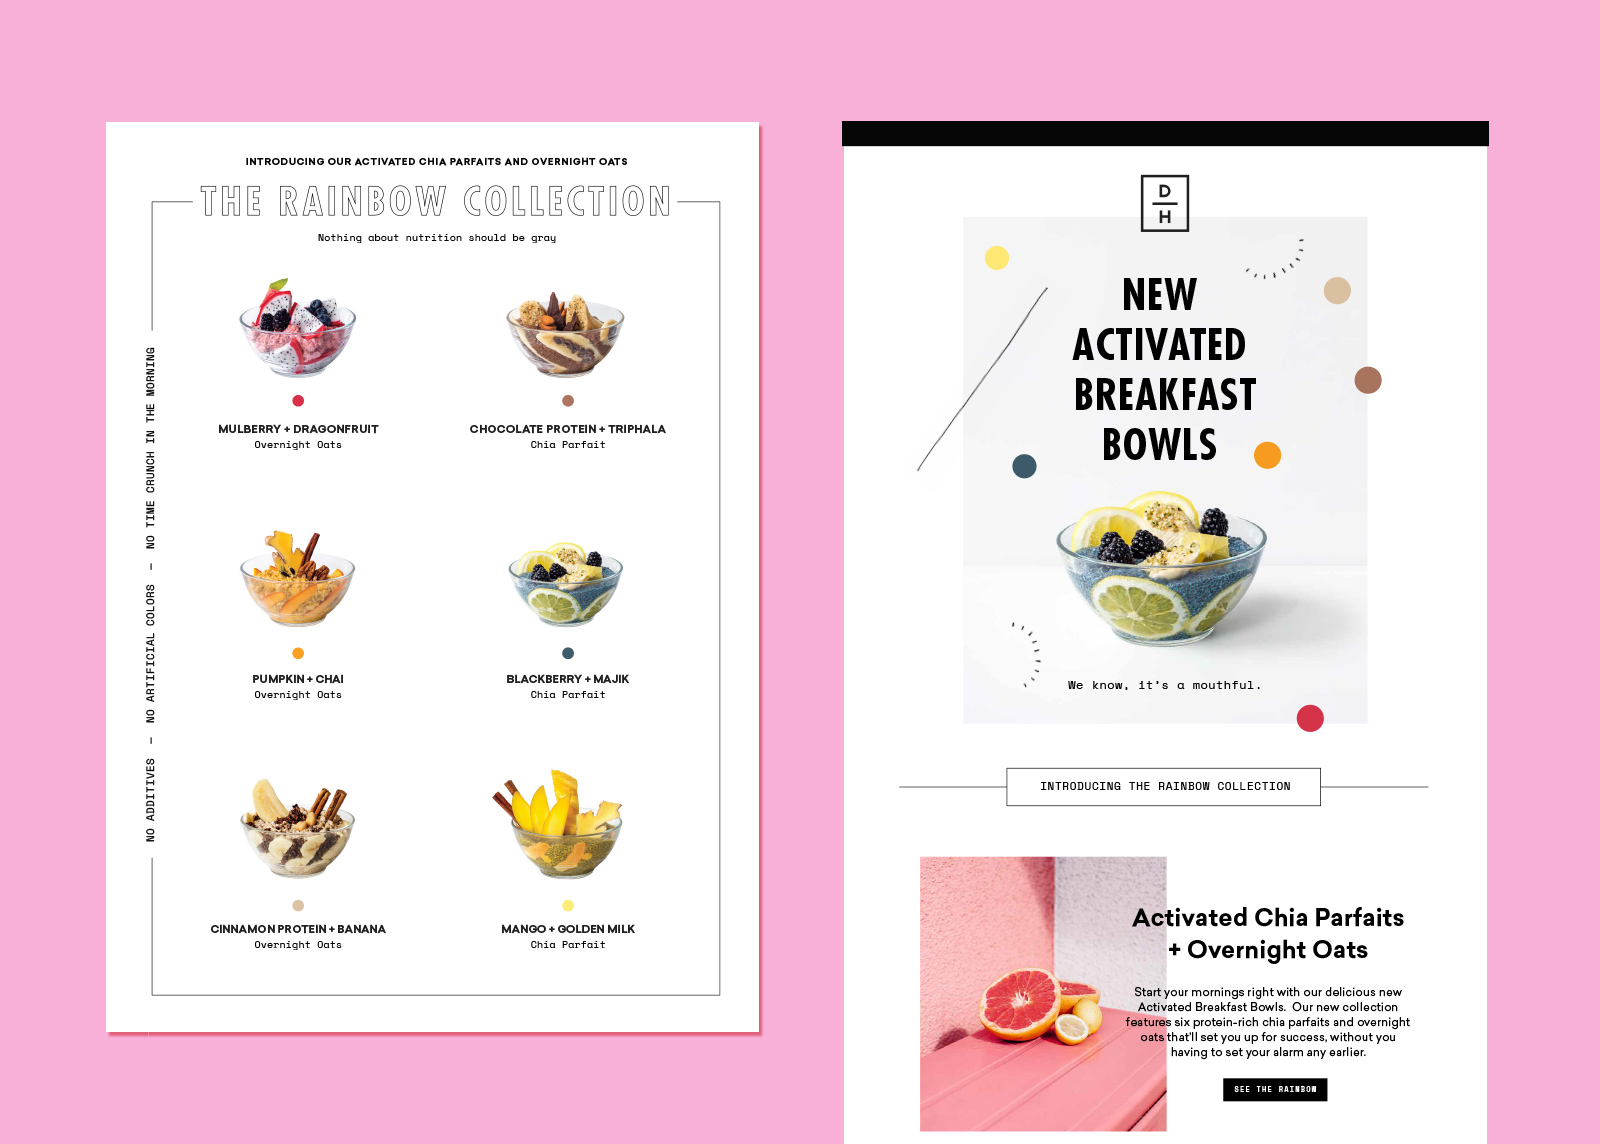 INTRODUCING OUR ACTIVATED CHIA PARFAITS AND OVERNIGHT OATS
THE RAINBOW COLLECTION
Nothing about nutrition should be gray
NO ADDITIVES – NO ARTIFICIAL COLORS – NO TIME CRUNCH IN THE MORNING
MULBERRY + DRAGONFRUIT
Overnight Oats
CHOCOLATE PROTEIN + TRIPHALA
Chia Parfait
PUMPKIN + CHAI
Overnight Oats
BLACKBERRY + MAJIK
Chia Parfait
CINNAMON PROTEIN + BANANA
Overnight Oats
MANGO + GOLDEN MILK
Chia Parfait
D
H
NEW
ACTIVATED
BREAKFAST
BOWLS
We know, it's a mouthful.
INTRODUCING THE RAINBOW COLLECTION
Activated Chia Parfaits
+ Overnight Oats
Start your mornings right with our delicious new
Activated Breakfast Bowls. Our new collection
features six protein-rich chia parfaits and overnight
oats that'll set you up for success, without you
having to set your alarm any earlier.
SEE THE RAINBOW